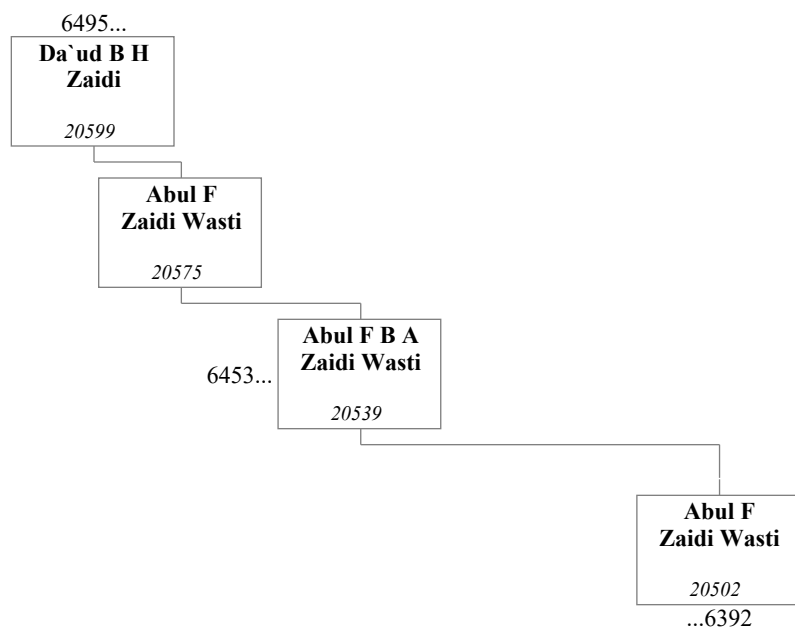 6495...
Da`ud B H
Zaidi
20599
Abul F
Zaidi Wasti
20575
Abul F B A
Zaidi Wasti
6453...
20539
Abul F
Zaidi Wasti
20502
...6392